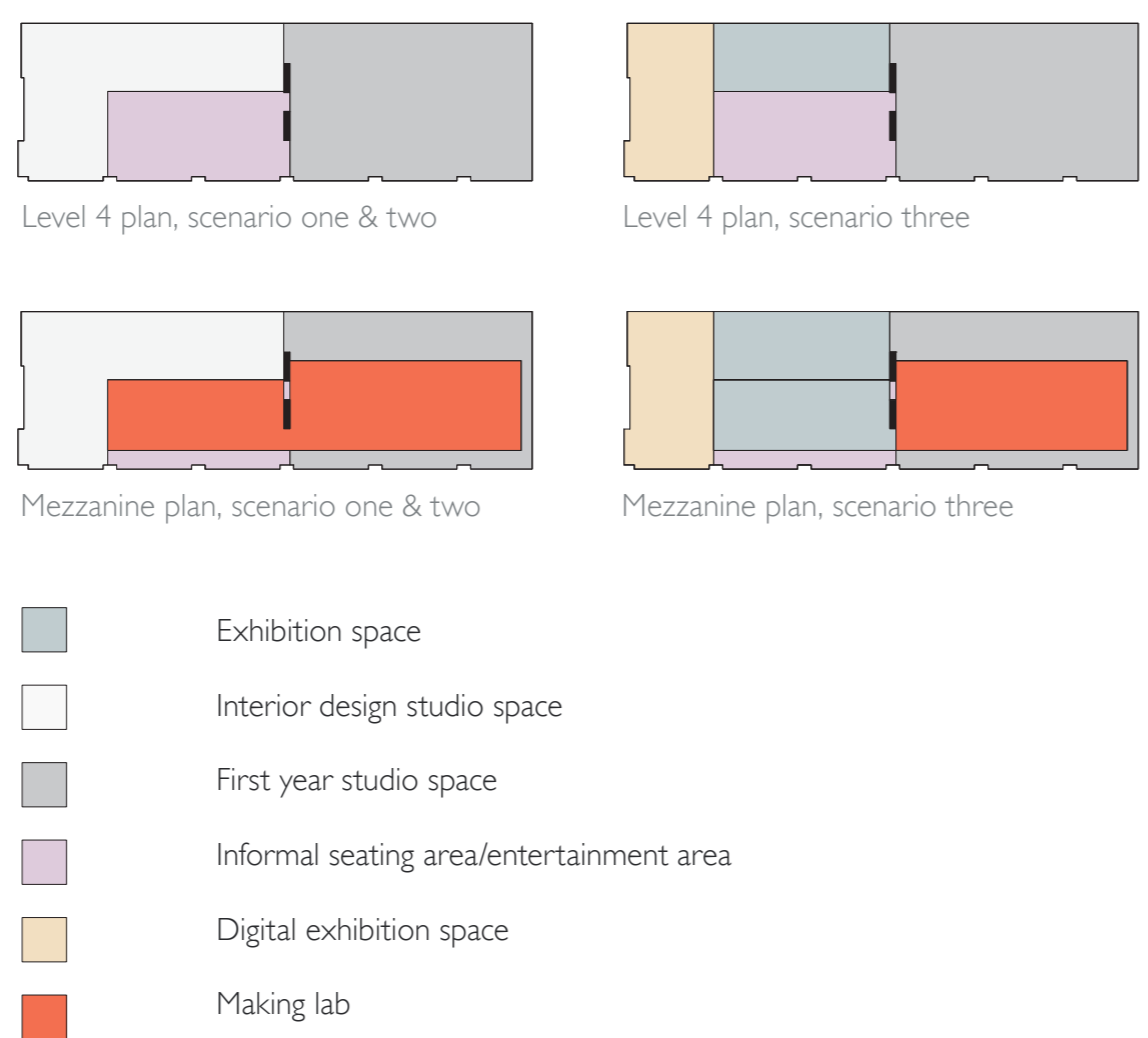 Level 4 plan, scenario one & two
Level 4 plan, scenario three
Mezzanine plan, scenario one & two
Mezzanine plan, scenario three
Exhibition space
Interior design studio space
First year studio space
Informal seating area/entertainment area
Digital exhibition space
Making lab